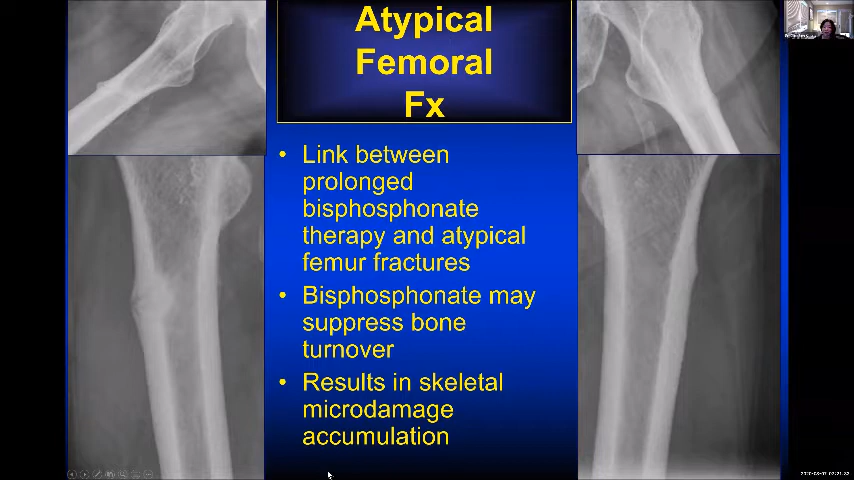 Atypical
Femoral
Fx
• Link between
prolonged
bisphosphonate
therapy and atypical
femur fractures
• Bisphosphonate may
suppress bone
turnover
• Results in skeletal
microdamage
accumulation